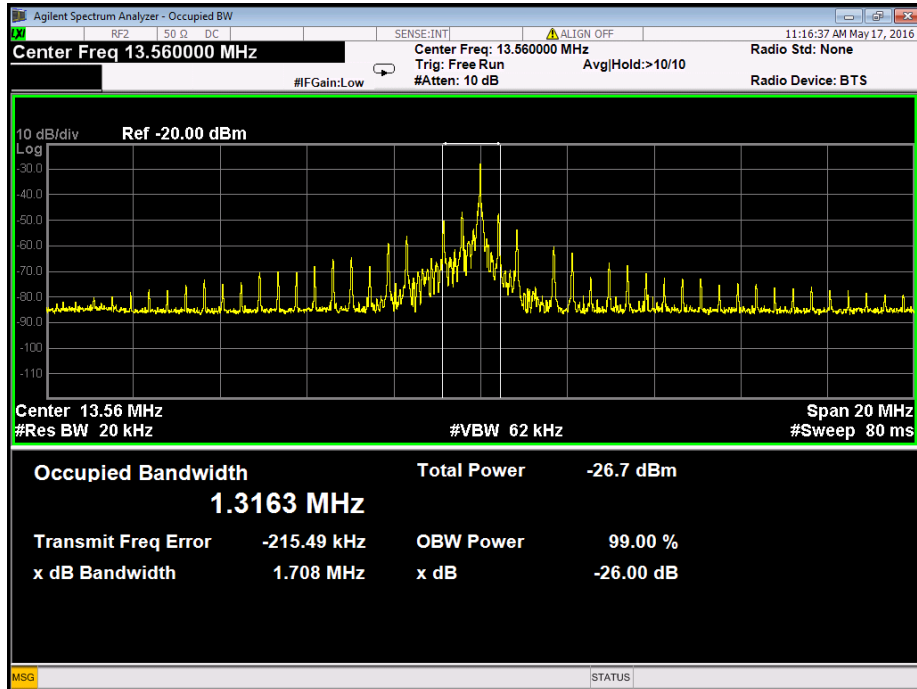 Agilent Spectrum Analyzer - Occupied BW
LXI RF2 50 Ω DC SENSE:INT ALIGN OFF 11:16:37 AM May 17, 2016
Center Freq 13.560000 MHz Center Freq: 13.560000 MHz Radio Std: None
Trig: Free Run Avg|Hold:>10/10
#IFGain:Low #Atten: 10 dB Radio Device: BTS
10 dB/div Ref -20.00 dBm
Log
-30.0
-40.0
-50.0
-60.0
-70.0
-80.0
-90.0
-100
-110
Center 13.56 MHz Span 20 MHz
#Res BW 20 kHz #VBW 62 kHz #Sweep 80 ms
Occupied Bandwidth Total Power -26.7 dBm
1.3163 MHz
Transmit Freq Error -215.49 kHz OBW Power 99.00 %
x dB Bandwidth 1.708 MHz x dB -26.00 dB
MSG STATUS